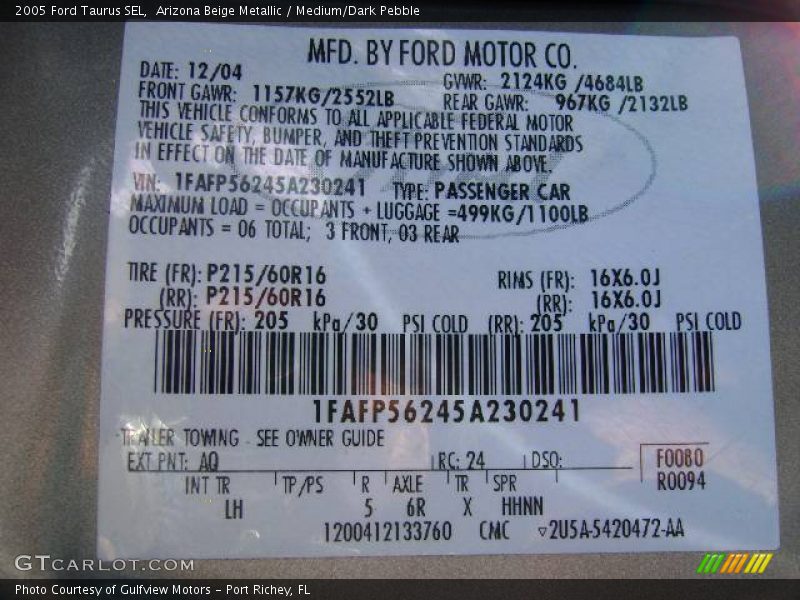 2005 Ford Taurus SEL,  Arizona Beige Metallic / Medium/Dark Pebble
MFD. BY FORD MOTOR CO.
DATE: 12/04 GVWR: 2124KG /4684LB
FRONT GAWR: 1157KG/2552LB REAR GAWR: 967KG /2132LB
THIS VEHICLE CONFORMS TO ALL APPLICABLE FEDERAL MOTOR
VEHICLE SAFETY, BUMPER, AND THEFT PREVENTION STANDARDS
IN EFFECT ON THE DATE OF MANUFACTURE SHOWN ABOVE.
VIN: 1FAFP56245A230241 TYPE: PASSENGER CAR
MAXIMUM LOAD = OCCUPANTS + LUGGAGE =499KG/1100LB
OCCUPANTS = 06 TOTAL; 3 FRONT, 03 REAR
TIRE (FR): P215/60R16 RIMS (FR): 16X6.0J
(RR): P215/60R16 (RR): 16X6.0J
PRESSURE (FR): 205 kPa/30 PSI COLD (RR): 205 kPa/30 PSI COLD
1FAFP56245A230241
TRAILER TOWING - SEE OWNER GUIDE
EXT PNT: AQ RC: 24 DSO: F0080
INT TR TP/PS R AXLE TR SPR R0094
LH 5 6R X HHNN
1200412133760 CMC ▽2U5A-5420472-AA
GTCARLOT.COM
Photo Courtesy of Gulfview Motors - Port Richey, FL